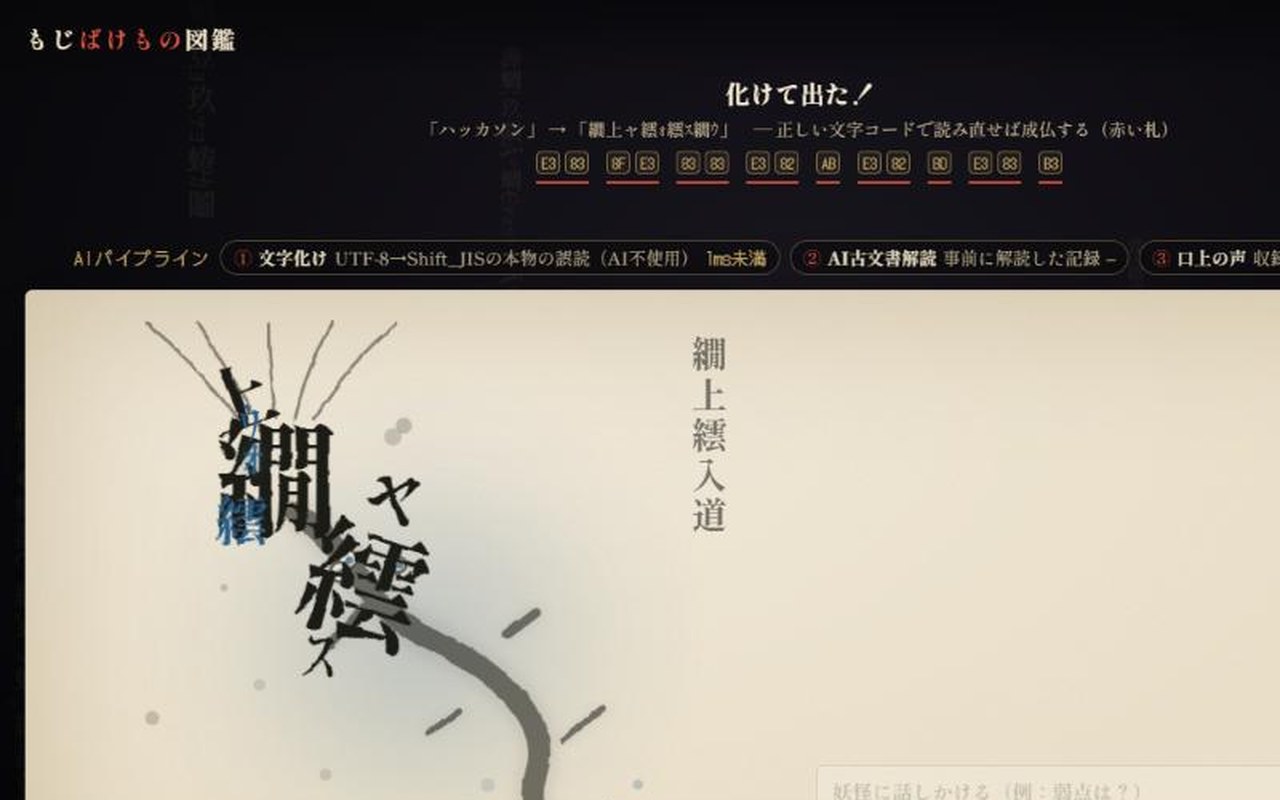 もじばけもの図鑑
化けて出た！
「ハッカソン」→「繝上ャ繧ｫ繧ｽ繝ｳ」 ―正しい文字コードで読み直せば成仏する（赤い札）
E3 83 8F E3 83 83 E3 82 AB E3 82 BD E3 83 B3
AIパイプライン ① 文字化け UTF-8→Shift_JISの本物の誤読（AI不使用） 1ms未満 ② AI古文書解読 事前に解読した記録 – ③ 口上の声 収録
繝上繧入道
繝
ャ
繧
ス
繧
妖怪に話しかける（例：弱点は？）